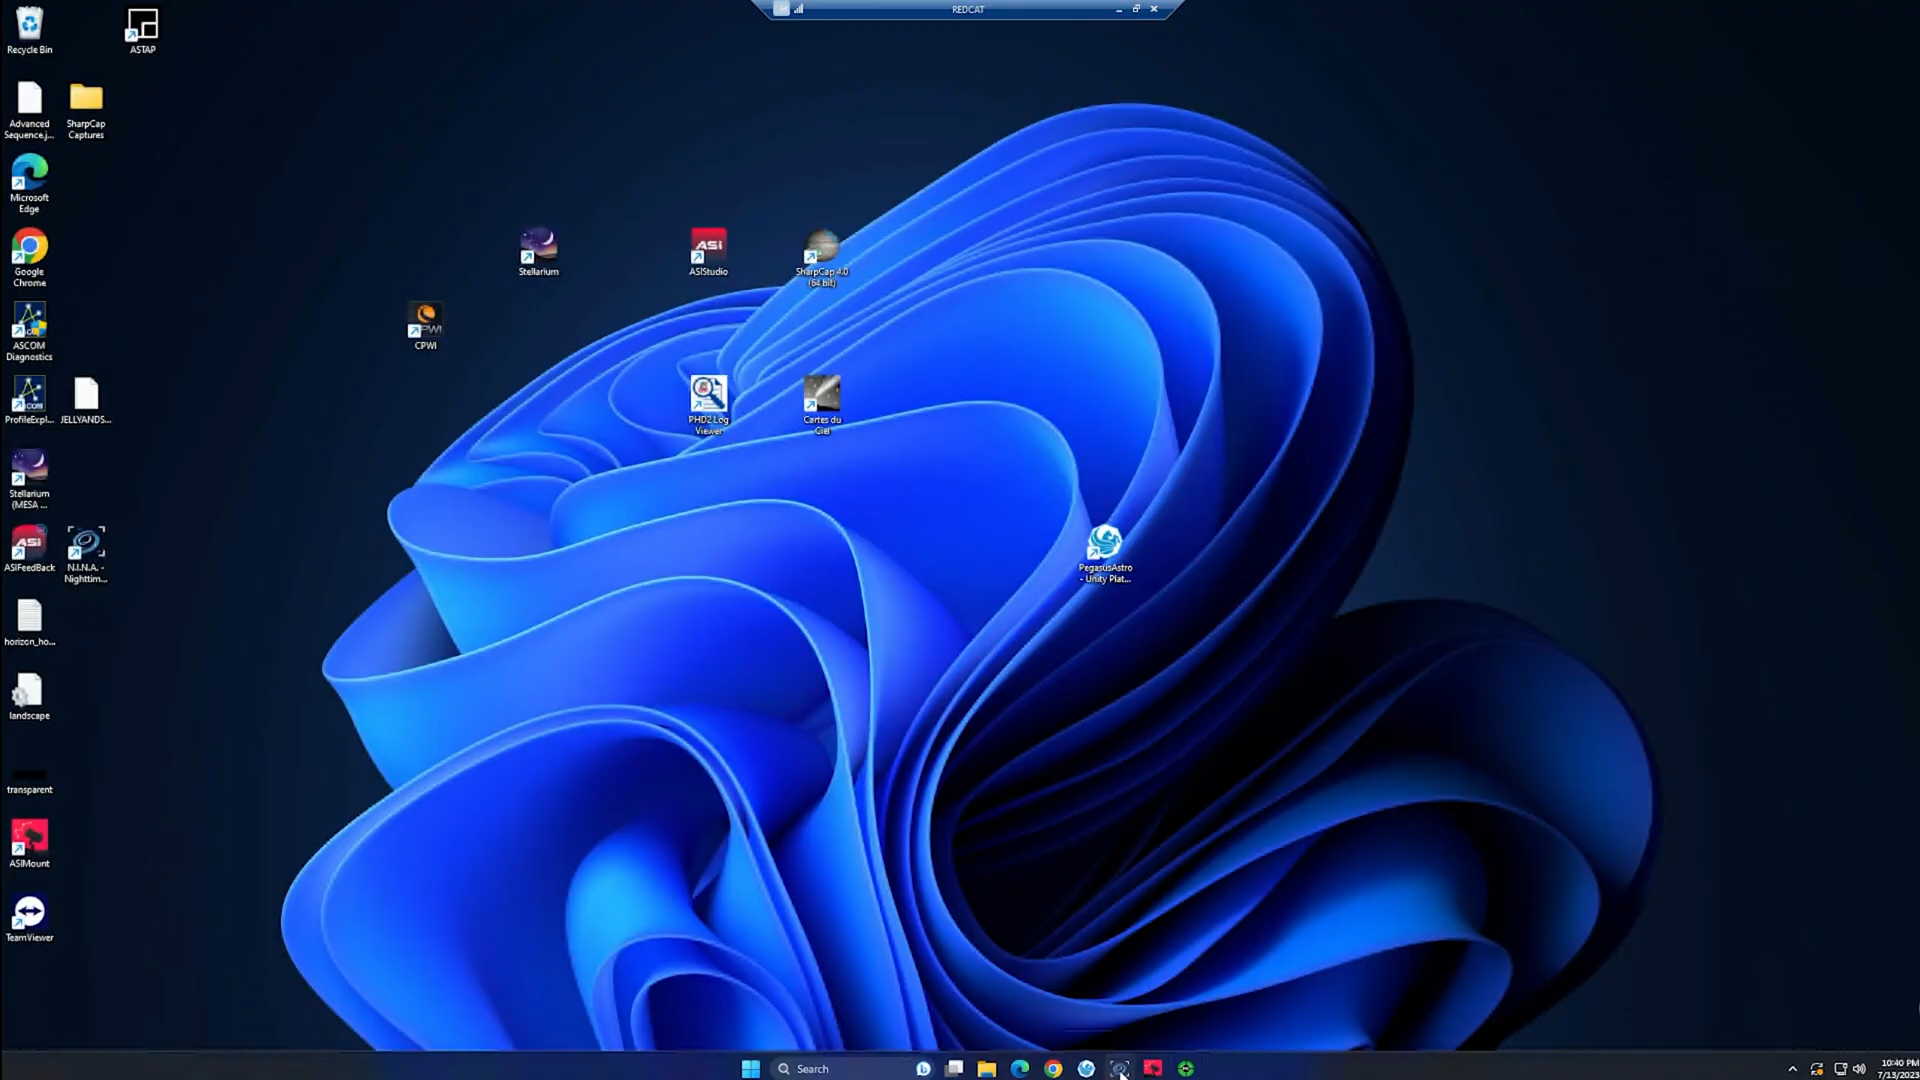 REDCAT
Recycle Bin
ASTAP
Advanced
Sequence.j...
SharpCap
Captures
Microsoft
Edge
Google
Chrome
ASCOM
Diagnostics
ProfileExpl...
JELLYANDS...
Stellarium
(MESA ...
ASIFeedBack
N.I.N.A. -
Nighttim...
horizon_ho...
landscape
transparent
ASIMount
TeamViewer
Stellarium
ASI
ASIStudio
SharpCap 4.0
(64 bit)
CPWI
PHD2 Log
Viewer
Cartes du
Ciel
PegasusAstro
- Unity Plat...
Search
10:40 PM
7/13/2023